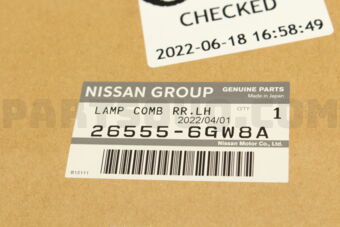 CHECKED
2022-06-18 16:58:49
NISSAN GROUP
GENUINE PARTS
Made in Japan
LAMP COMB RR.LH
QTY 1
2022/04/01
26555-6GW8A
Nissan Motor Co., Ltd.